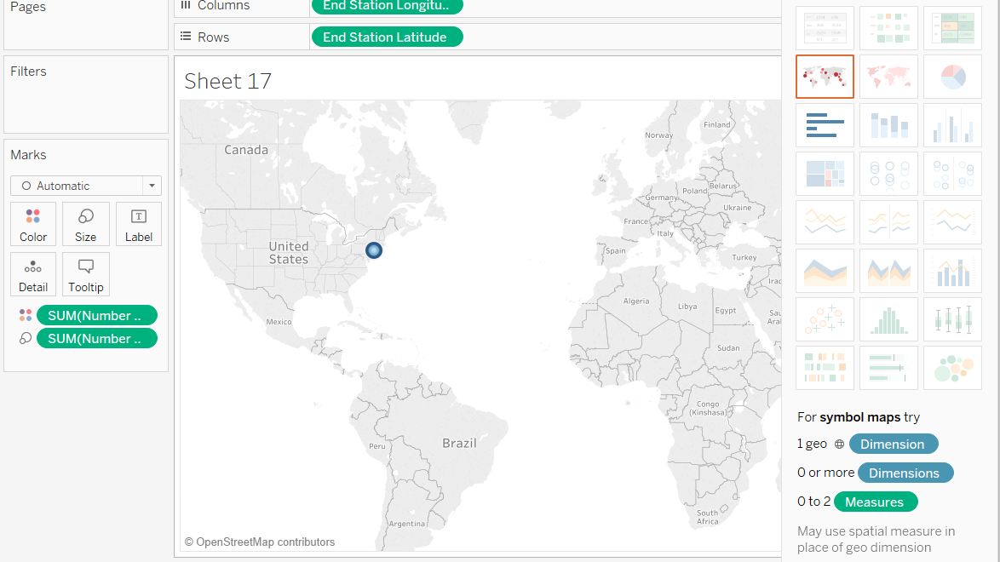 Pages
Columns
End Station Longitu..
Rows
End Station Latitude
Filters
Sheet 17
Marks
Automatic
Color
Size
Label
Detail
Tooltip
SUM(Number ..
SUM(Number ..
Canada
United
States
Mexico
Peru
Brazil
Argentina
Norway
Finland
Poland
Belarus
Germany
Ukraine
France
Italy
Spain
Turkey
Irac
Algeria
Libya
Egypt
Sau
Aral
Sudan
Congo
(Kinshasa)
South
Africa
© OpenStreetMap contributors
For symbol maps try
1 geo Dimension
0 or more Dimensions
0 to 2 Measures
May use spatial measure in
place of geo dimension